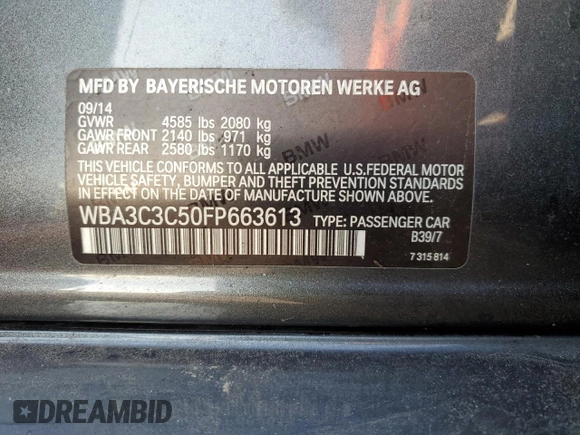 MFD BY BAYERISCHE MOTOREN WERKE AG
09/14
GVWR 4585 lbs 2080 kg
GAWR FRONT 2140 lbs 971 kg
GAWR REAR 2580 lbs 1170 kg
THIS VEHICLE CONFORMS TO ALL APPLICABLE U.S.FEDERAL MOTOR
VEHICLE SAFETY, BUMPER AND THEFT PREVENTION STANDARDS
IN EFFECT ON THE DATE OF MANUFACTURE SHOWN ABOVE.
WBA3C3C50FP663613
TYPE: PASSENGER CAR
B39/7
7 315 814
DREAMBID